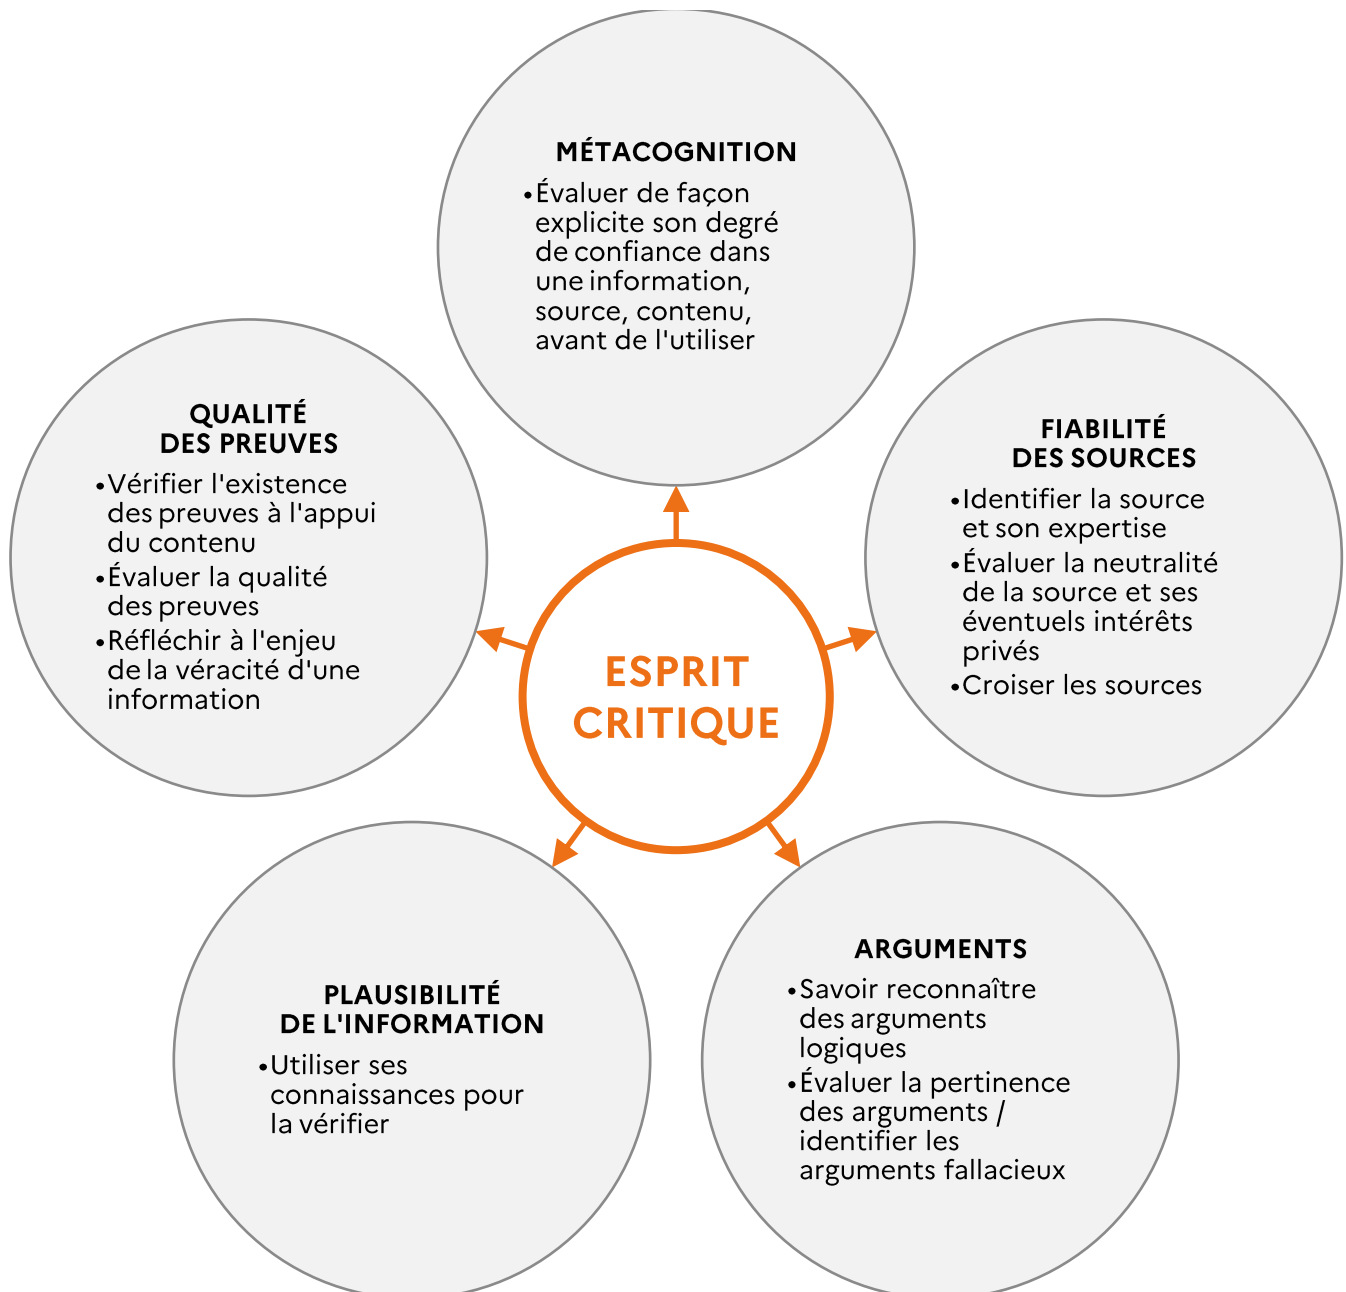 MÉTACOGNITION
•Évaluer de façon
explicite son degré
de confiance dans
une information,
source, contenu,
avant de l'utiliser
QUALITÉ
DES PREUVES
•Vérifier l'existence
des preuves à l'appui
du contenu
•Évaluer la qualité
des preuves
•Réfléchir à l'enjeu
de la véracité d'une
information
FIABILITÉ
DES SOURCES
•Identifier la source
et son expertise
•Évaluer la neutralité
de la source et ses
éventuels intérêts
privés
•Croiser les sources
ESPRIT
CRITIQUE
PLAUSIBILITÉ
DE L'INFORMATION
•Utiliser ses
connaissances pour
la vérifier
ARGUMENTS
•Savoir reconnaître
des arguments
logiques
•Évaluer la pertinence
des arguments /
identifier les
arguments fallacieux